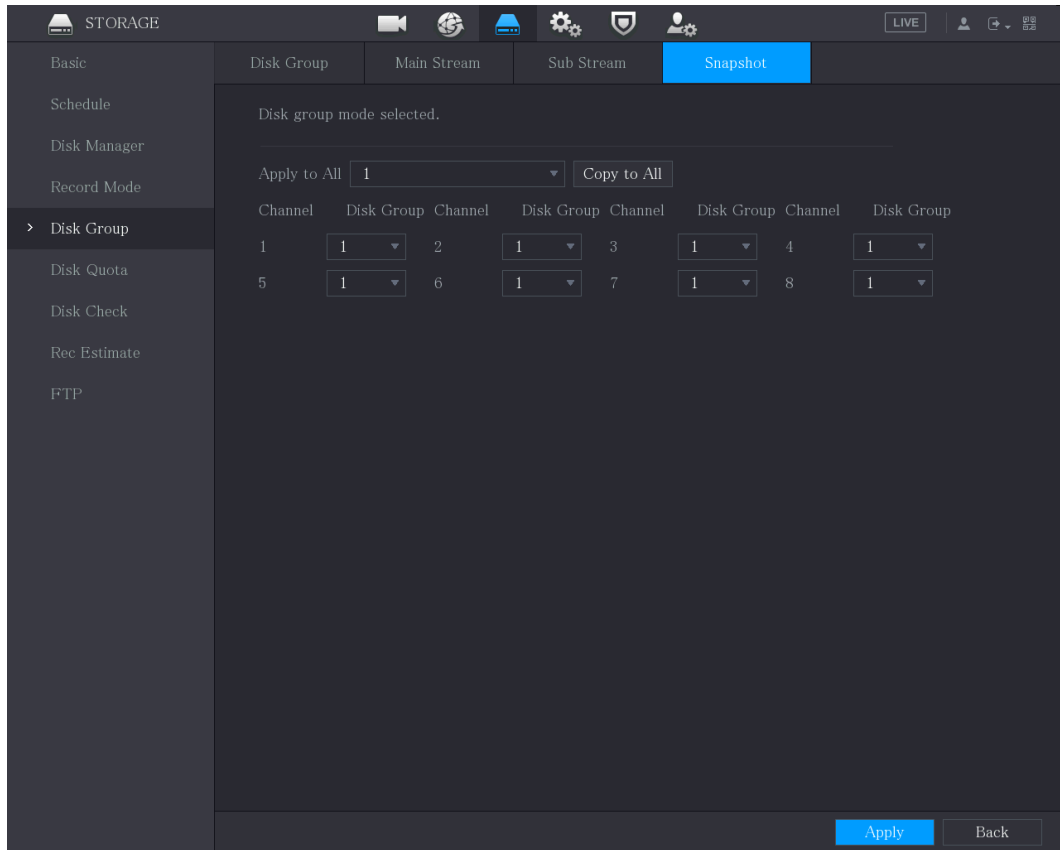 STORAGE LIVE
Basic
Schedule
Disk Manager
Record Mode
Disk Group
Disk Quota
Disk Check
Rec Estimate
FTP
Disk Group Main Stream Sub Stream Snapshot
Disk group mode selected.
Apply to All 1 Copy to All
Channel Disk Group Channel Disk Group Channel Disk Group Channel Disk Group
1 1 2 1 3 1 4 1
5 1 6 1 7 1 8 1
Apply Back